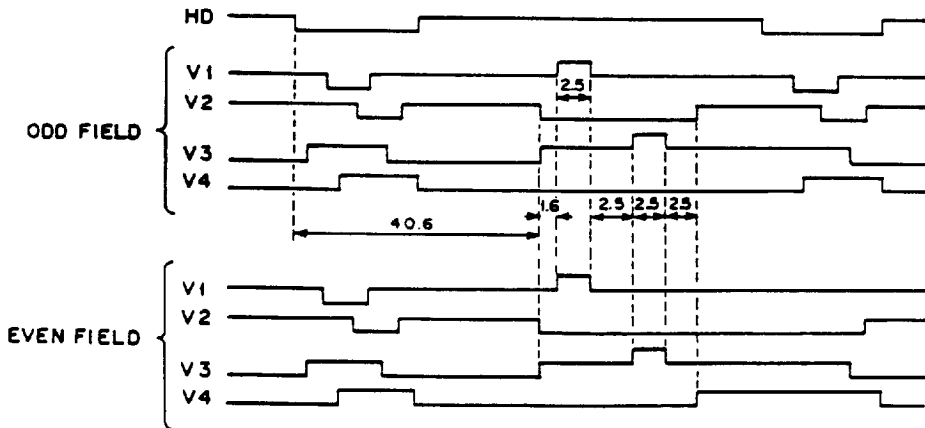 HD
ODD FIELD
V1
2.5
V2
V3
V4
1.6
2.5
2.5
2.5
40.6
EVEN FIELD
V1
V2
V3
V4